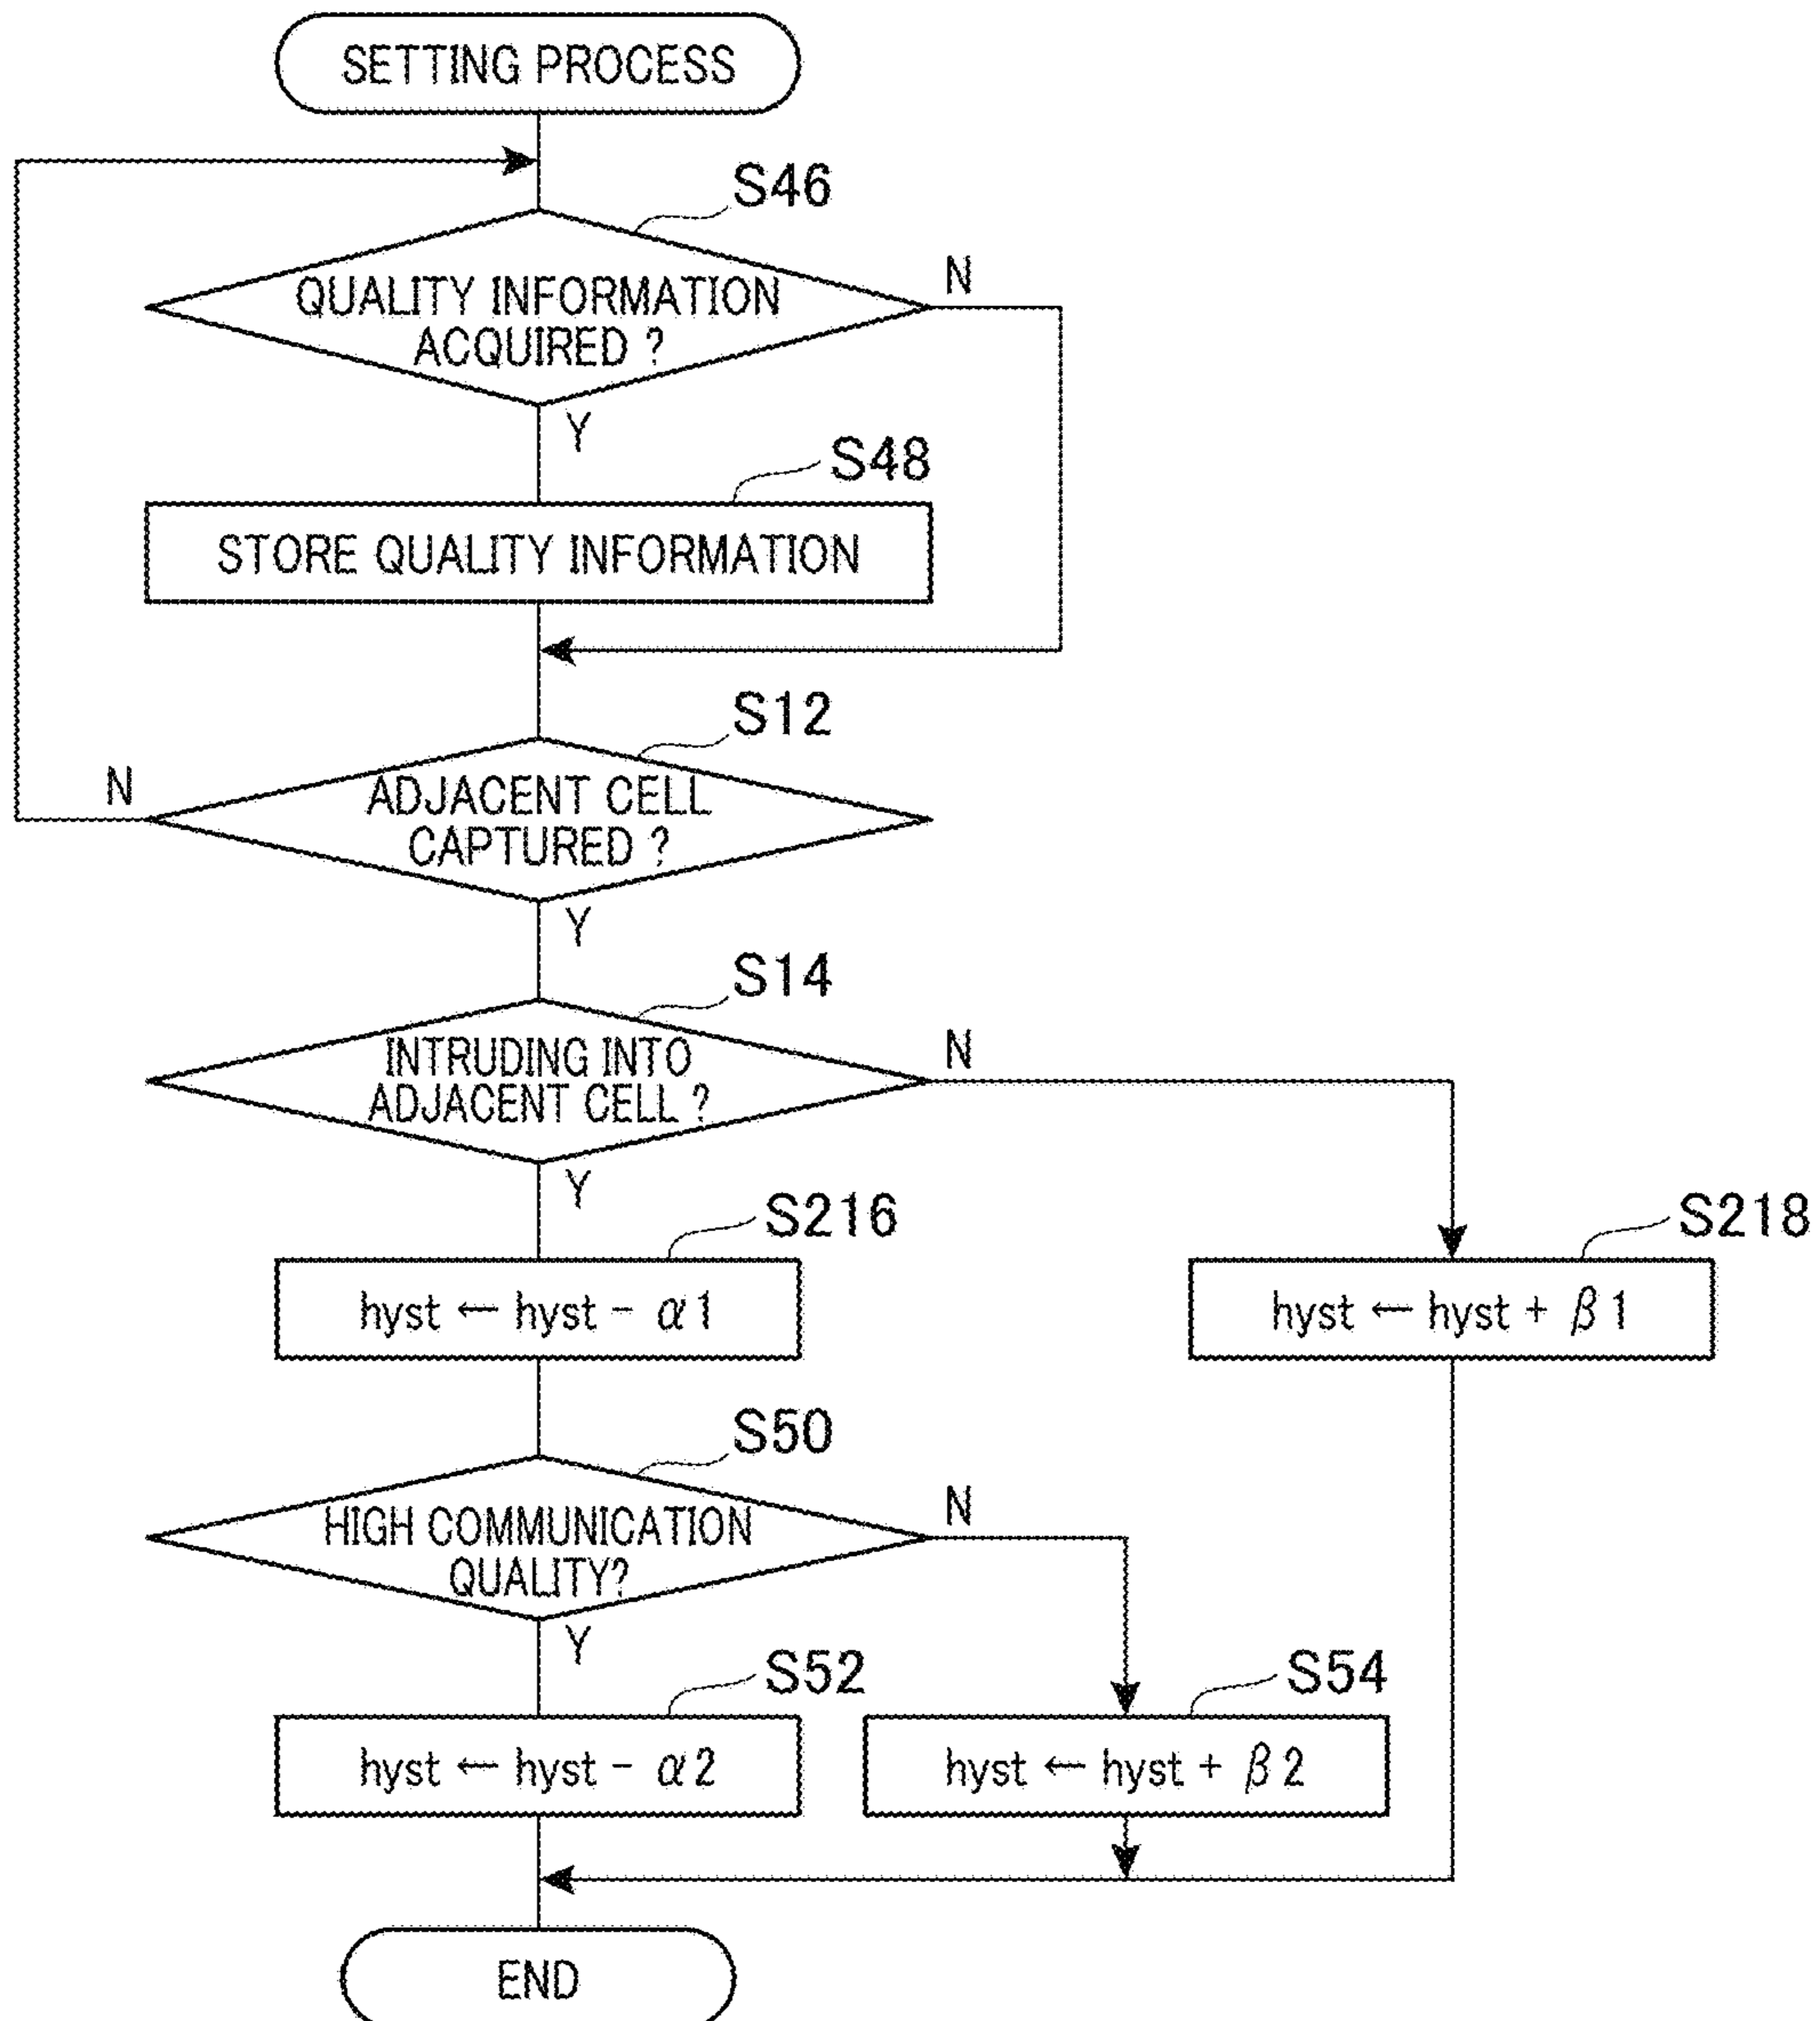 SETTING PROCESS
S46
QUALITY INFORMATION
ACQUIRED ?
N
Y
S48
STORE QUALITY INFORMATION
S12
N
ADJACENT CELL
CAPTURED ?
Y
S14
INTRUDING INTO
ADJACENT CELL ?
N
Y
S216
S218
hyst ← hyst − α1
hyst ← hyst + β1
S50
HIGH COMMUNICATION
QUALITY?
N
Y
S52
S54
hyst ← hyst − α2
hyst ← hyst + β2
END